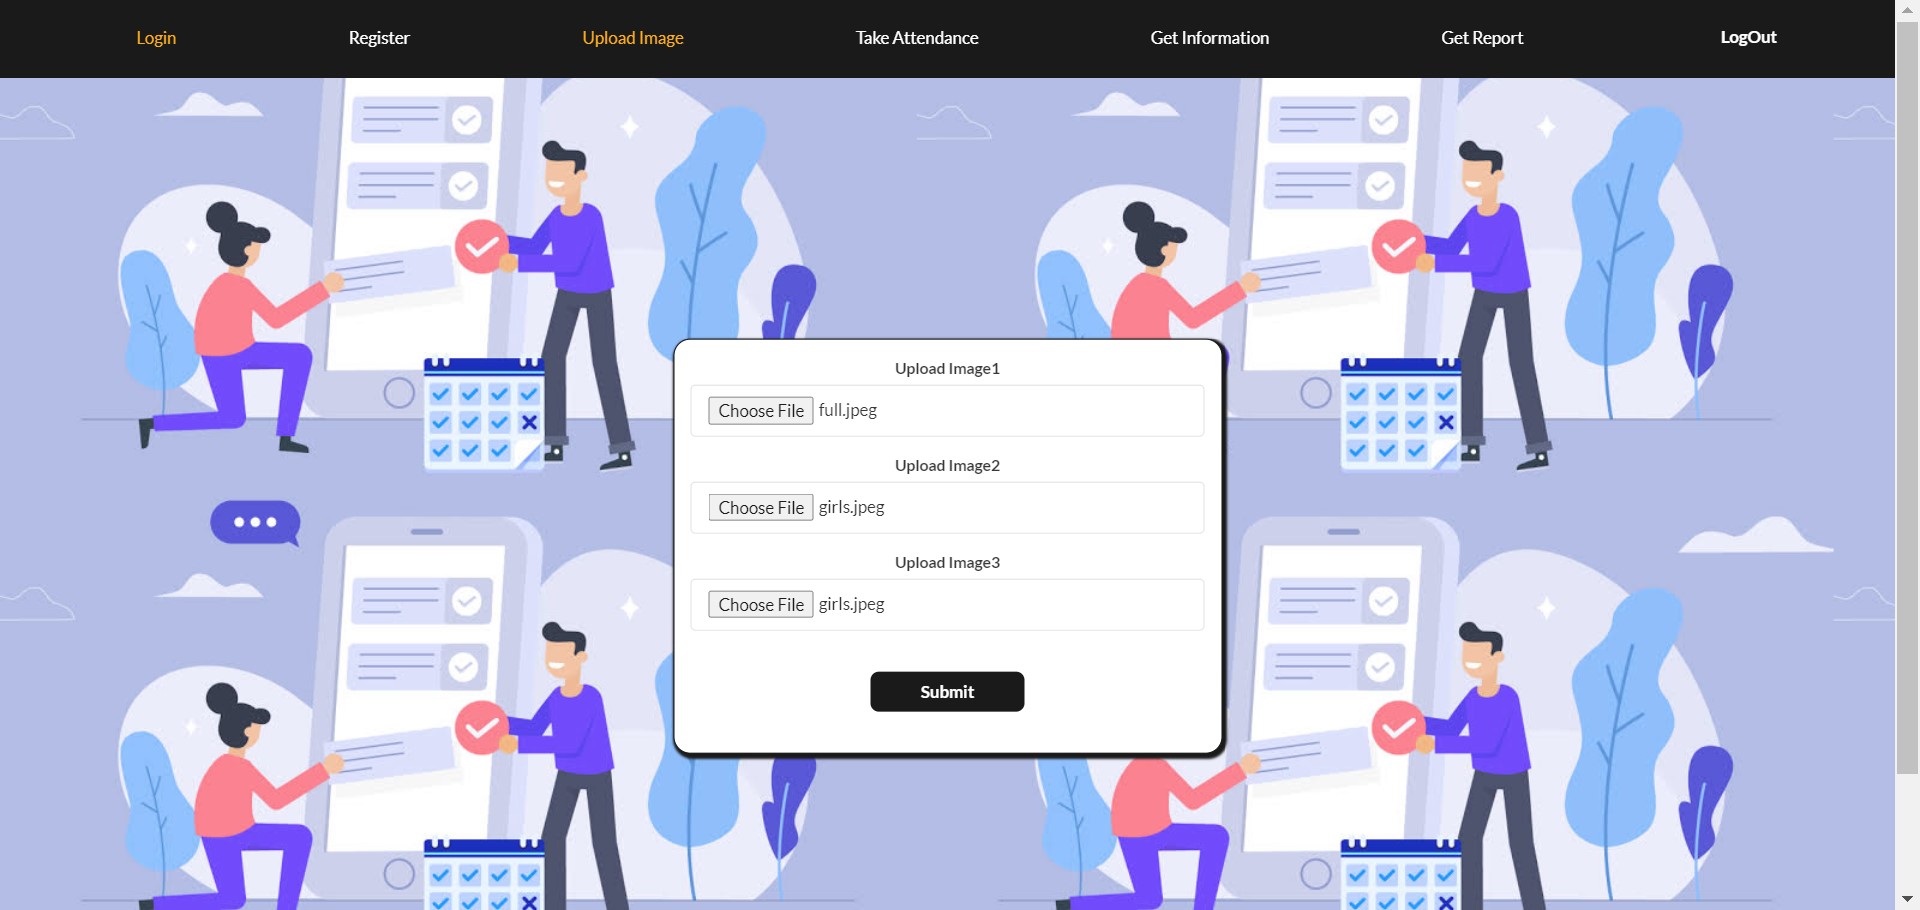 Login Register Upload Image Take Attendance Get Information Get Report LogOut
Upload Image1
Choose File full.jpeg
Upload Image2
Choose File girls.jpeg
Upload Image3
Choose File girls.jpeg
Submit